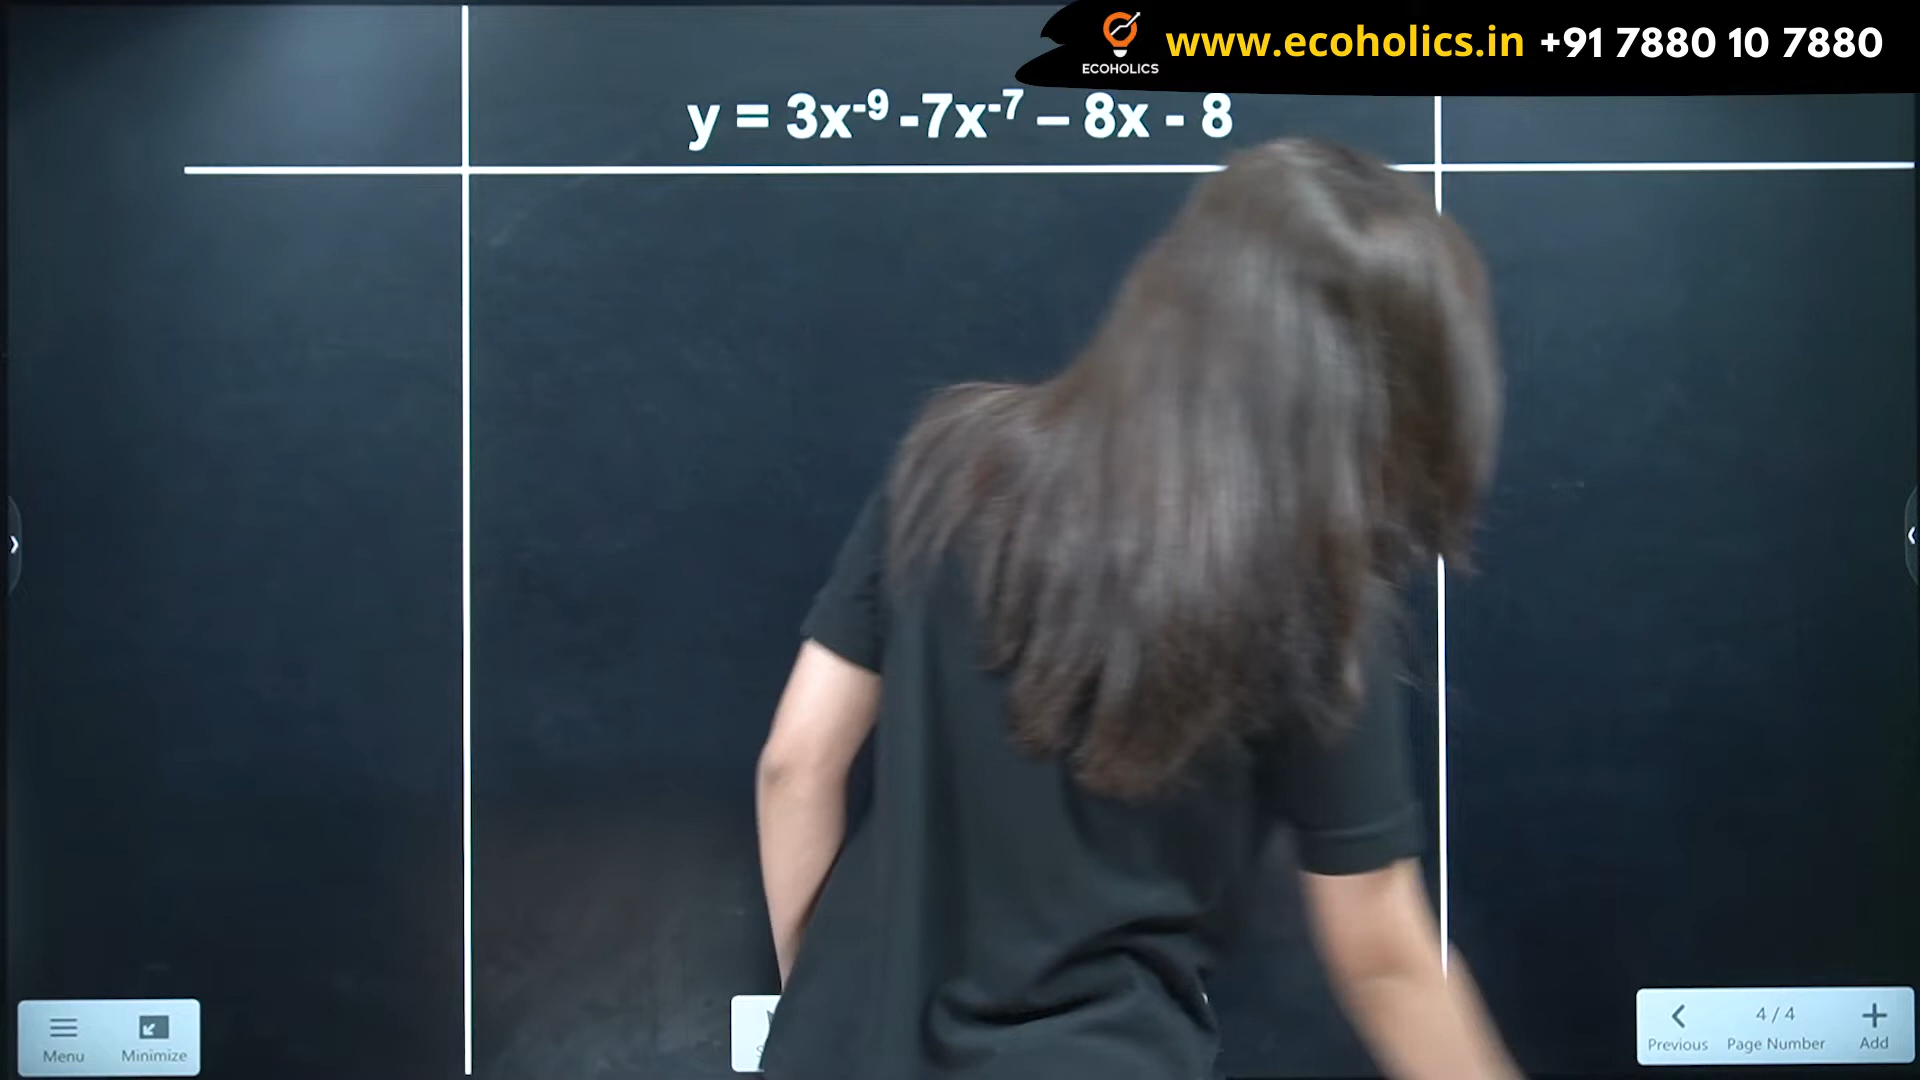 www.ecoholics.in +91 7880 10 7880
ECOHOLICS
y = 3x⁻⁹ -7x⁻⁷ – 8x - 8
Menu Minimize
4 / 4
Previous Page Number Add